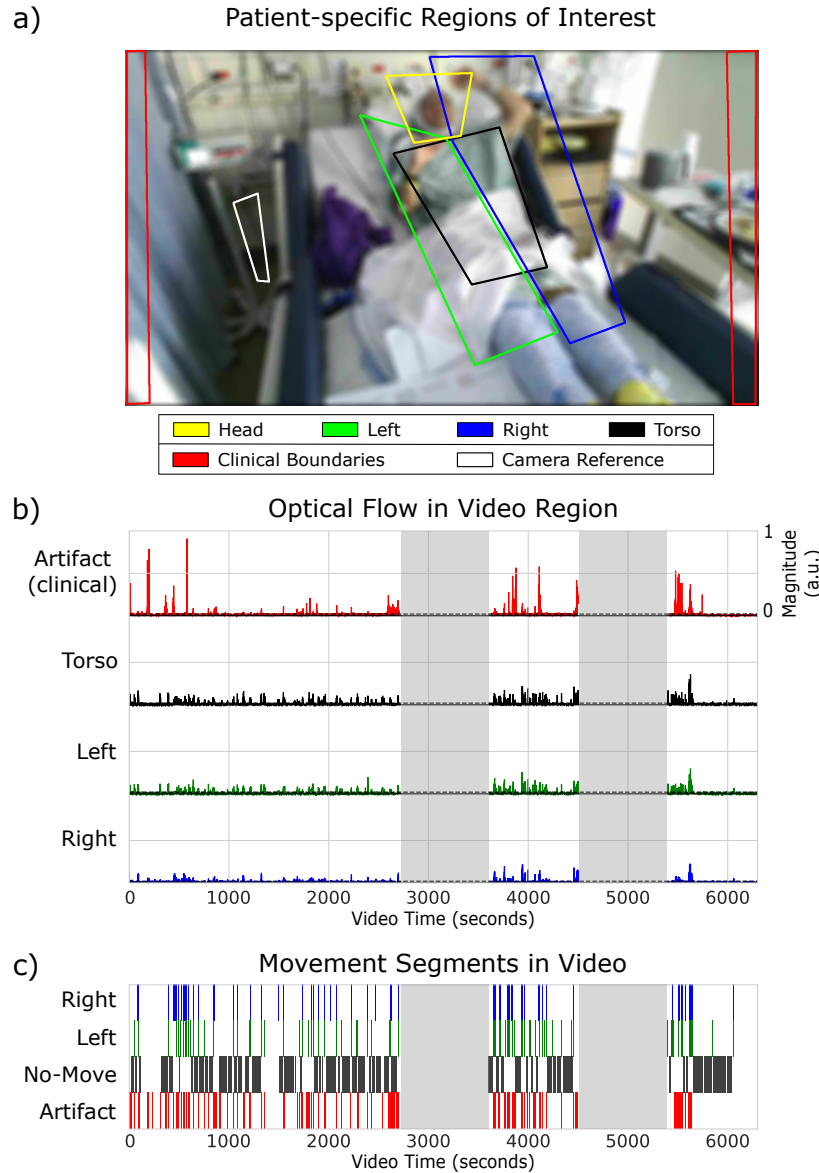 a) Patient-specific Regions of Interest
Head Left Right Torso
Clinical Boundaries Camera Reference
b) Optical Flow in Video Region
Artifact
(clinical)
1
0
Magnitude
(a.u.)
Torso
Left
Right
0 1000 2000 3000 4000 5000 6000
Video Time (seconds)
c) Movement Segments in Video
Right
Left
No-Move
Artifact
0 1000 2000 3000 4000 5000 6000
Video Time (seconds)